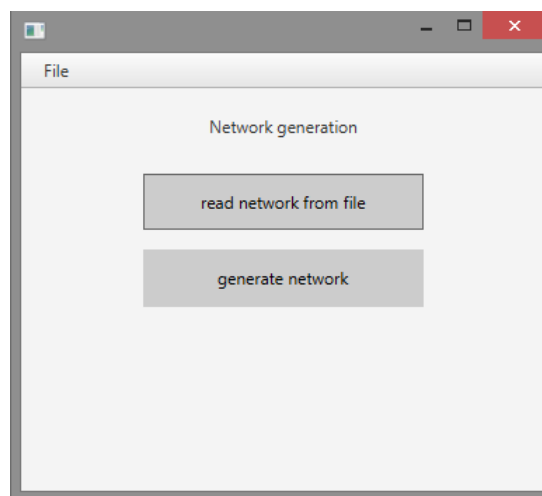 File
Network generation
read network from file
generate network